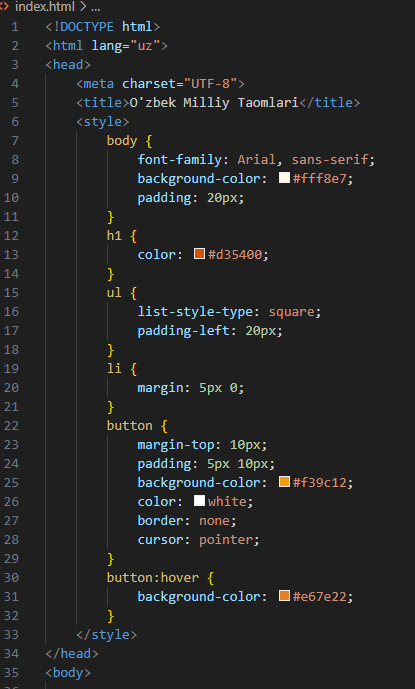 index.html > ...
1 <!DOCTYPE html>
2 <html lang="uz">
3 <head>
4     <meta charset="UTF-8">
5     <title>O'zbek Milliy Taomlari</title>
6     <style>
7         body {
8             font-family: Arial, sans-serif;
9             background-color: #fff8e7;
10             padding: 20px;
11         }
12         h1 {
13             color: #d35400;
14         }
15         ul {
16             list-style-type: square;
17             padding-left: 20px;
18         }
19         li {
20             margin: 5px 0;
21         }
22         button {
23             margin-top: 10px;
24             padding: 5px 10px;
25             background-color: #f39c12;
26             color: white;
27             border: none;
28             cursor: pointer;
29         }
30         button:hover {
31             background-color: #e67e22;
32         }
33     </style>
34 </head>
35 <body>